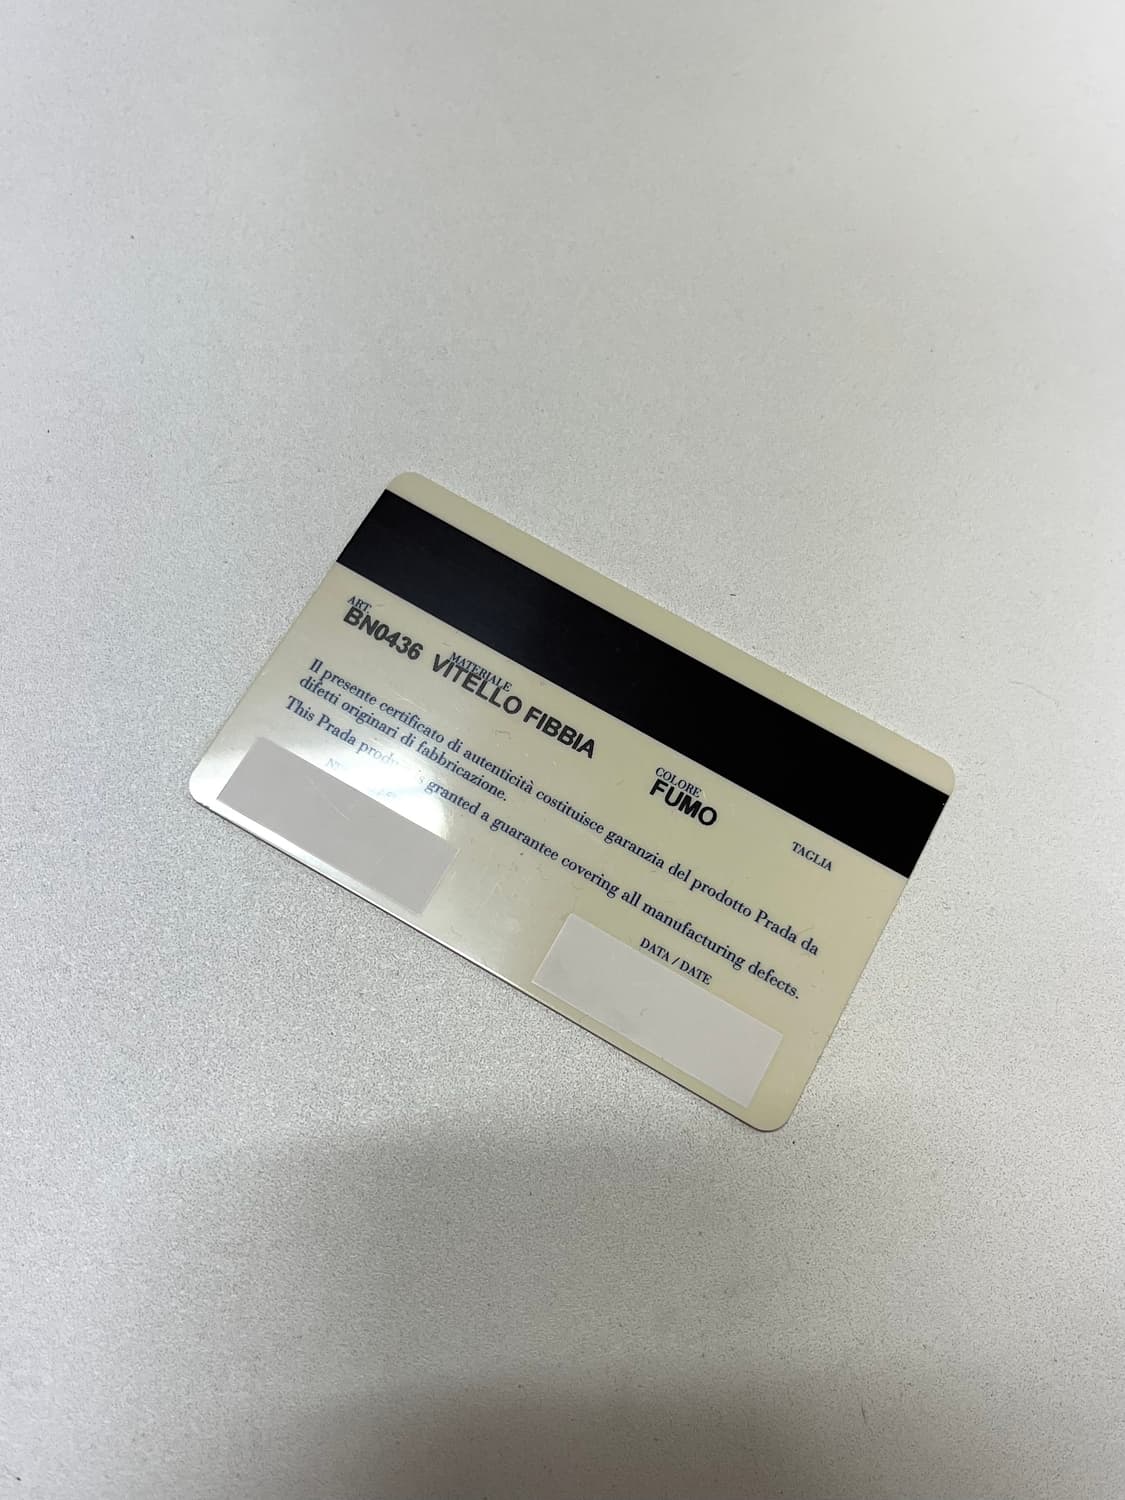 ART.
BN0436
MATERIALE
VITELLO FIBBIA
COLORE
FUMO
TAGLIA
Il presente certificato di autenticità costituisce garanzia del prodotto Prada da
difetti originari di fabbricazione.
This Prada granted a guarantee covering all manufacturing defects.
DATA / DATE